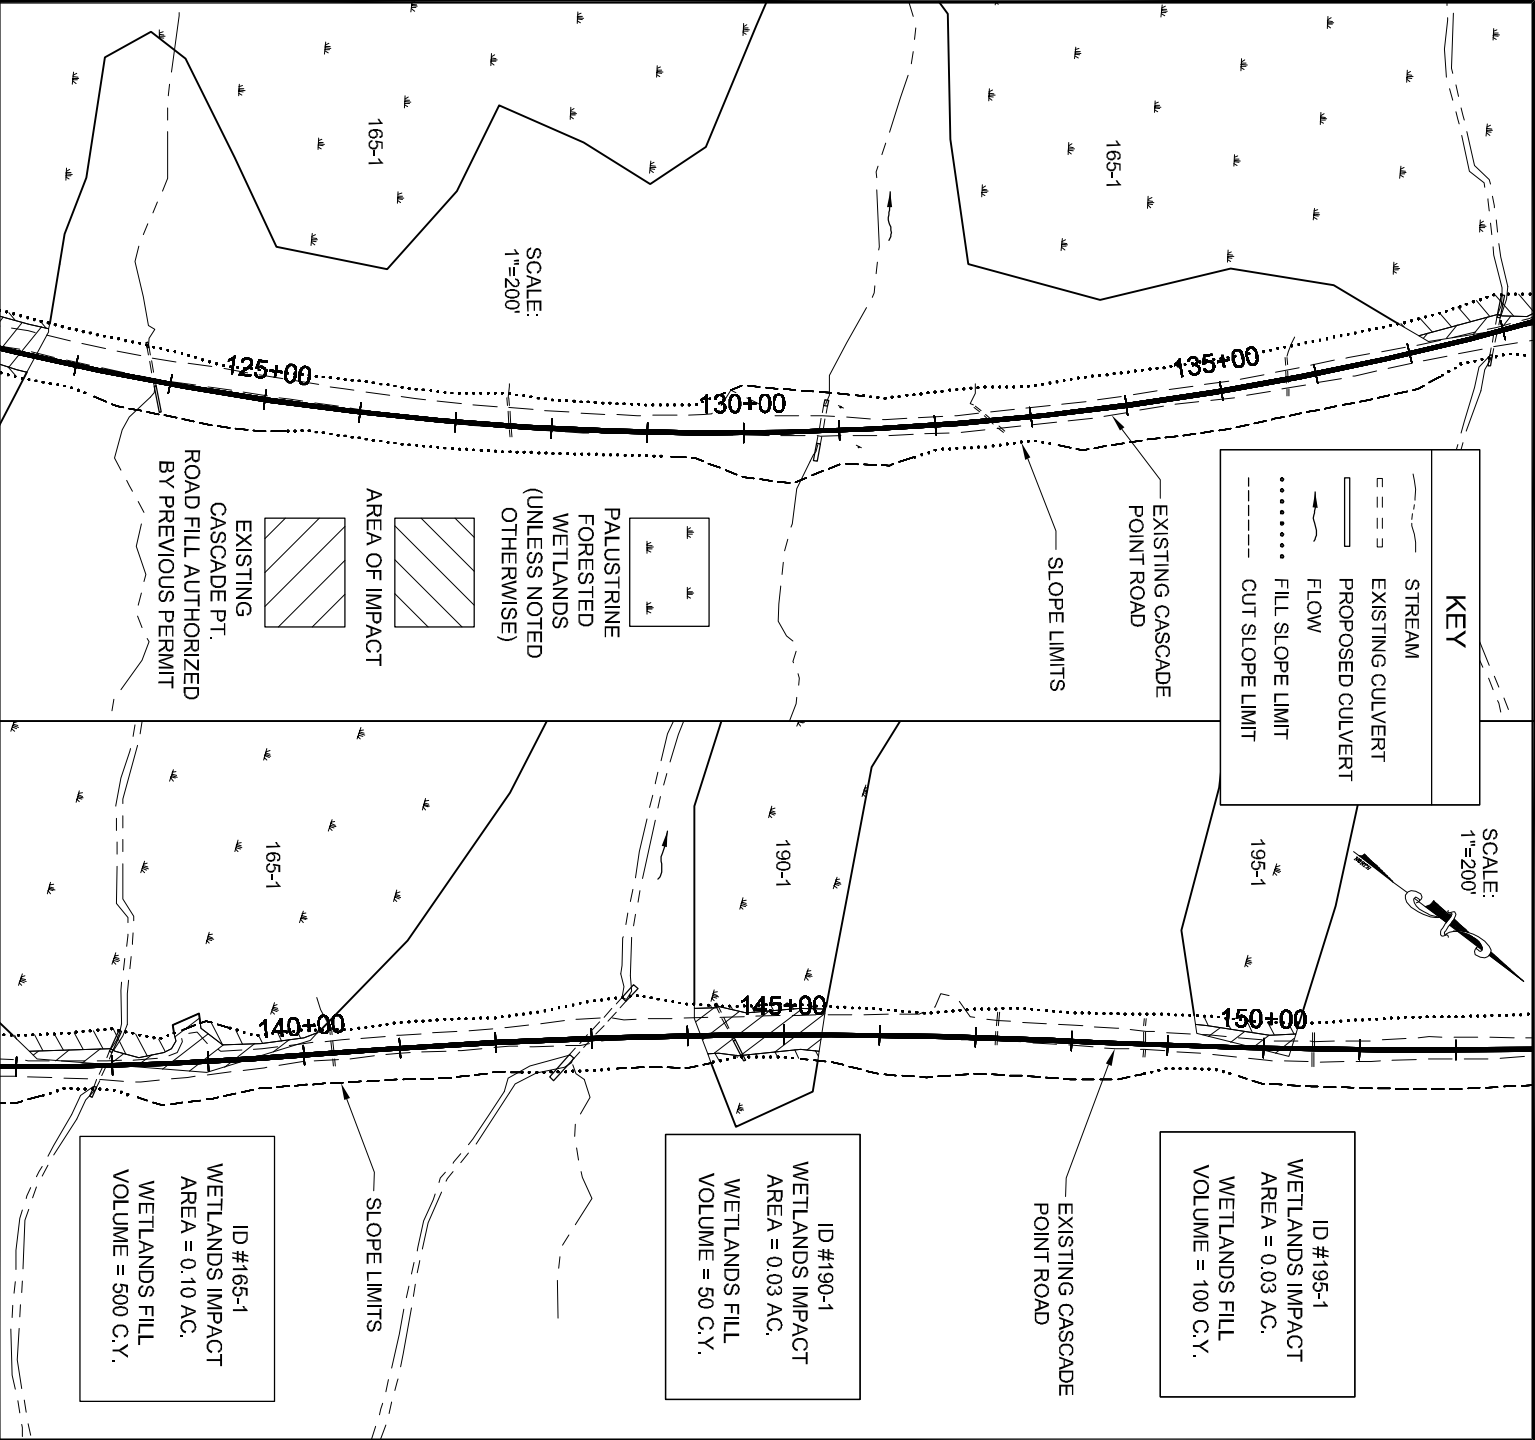 165-1
165-1
SCALE:
1"=200'
125+00
130+00
135+00
EXISTING CASCADE
POINT ROAD
SLOPE LIMITS
KEY
STREAM
EXISTING CULVERT
PROPOSED CULVERT
FLOW
FILL SLOPE LIMIT
CUT SLOPE LIMIT
PALUSTRINE
FORESTED
WETLANDS
(UNLESS NOTED
OTHERWISE)
AREA OF IMPACT
EXISTING
CASCADE PT.
ROAD FILL AUTHORIZED
BY PREVIOUS PERMIT
SCALE:
1"=200'
165-1
190-1
195-1
140+00
145+00
150+00
SLOPE LIMITS
EXISTING CASCADE
POINT ROAD
ID #165-1
WETLANDS IMPACT
AREA = 0.10 AC.
WETLANDS FILL
VOLUME = 500 C.Y.
ID #190-1
WETLANDS IMPACT
AREA = 0.03 AC.
WETLANDS FILL
VOLUME = 50 C.Y.
ID #195-1
WETLANDS IMPACT
AREA = 0.03 AC.
WETLANDS FILL
VOLUME = 100 C.Y.